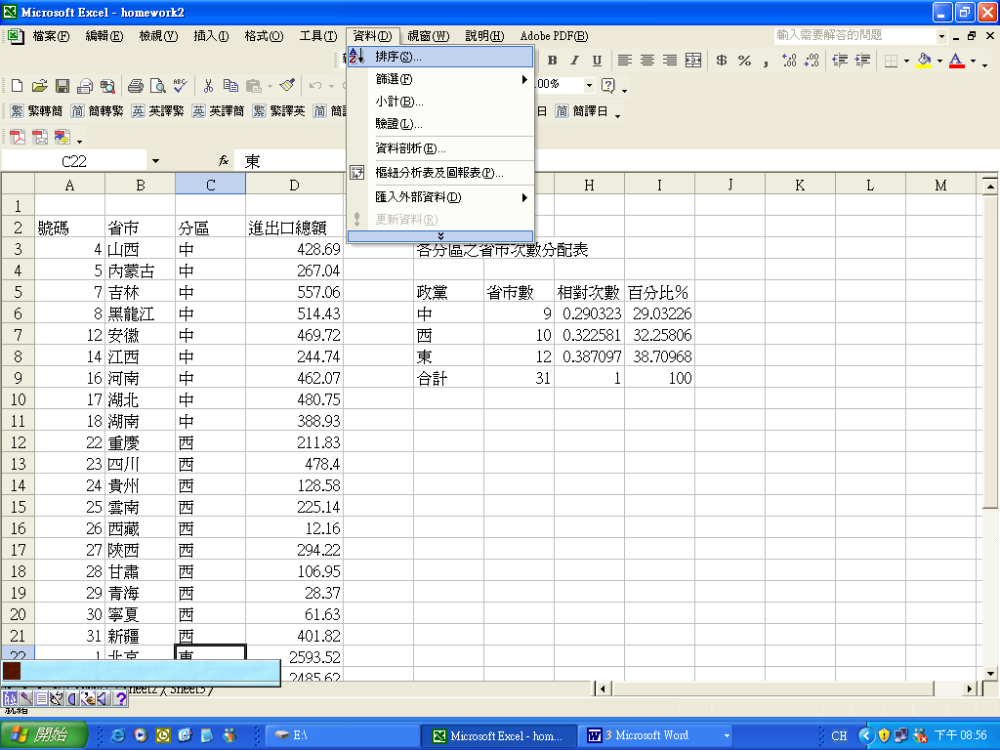 Microsoft Excel - homework2
檔案(F) 編輯(E) 檢視(V) 插入(I) 格式(O) 工具(T) 資料(D) 視窗(W) 說明(H) Adobe PDF(B) 輸入需要解答的問題
排序(S)...
篩選(F)
小計(B)...
驗證(L)...
資料剖析(E)...
樞紐分析表及圖報表(P)...
匯入外部資料(D)
更新資料(R)
B I U $ % ,
00%
繁 繁轉簡 簡 簡轉繁 英 英譯繁 英 英譯簡 繁 繁譯英 簡 日 簡 簡譯日
C22 fx 東
A B C D H I J K L M
1
2 號碼 省市 分區 進出口總額
3 4 山西 中 428.69 各分區之省市次數分配表
4 5 內蒙古 中 267.04
5 7 吉林 中 557.06 政黨 省市數 相對次數 百分比%
6 8 黑龍江 中 514.43 中 9 0.290323 29.03226
7 12 安徽 中 469.72 西 10 0.322581 32.25806
8 14 江西 中 244.74 東 12 0.387097 38.70968
9 16 河南 中 462.07 合計 31 1 100
10 17 湖北 中 480.75
11 18 湖南 中 388.93
12 22 重慶 西 211.83
13 23 四川 西 478.4
14 24 貴州 西 128.58
15 25 雲南 西 225.14
16 26 西藏 西 12.16
17 27 陝西 西 294.22
18 28 甘肅 西 106.95
19 29 青海 西 28.37
20 30 寧夏 西 61.63
21 31 新疆 西 401.82
22 1 北京 東 2593.52
2485.62
Sheet2 Sheet3
就緒
開始 E:\ Microsoft Excel - hom... 3 Microsoft Word CH 下午 08:56